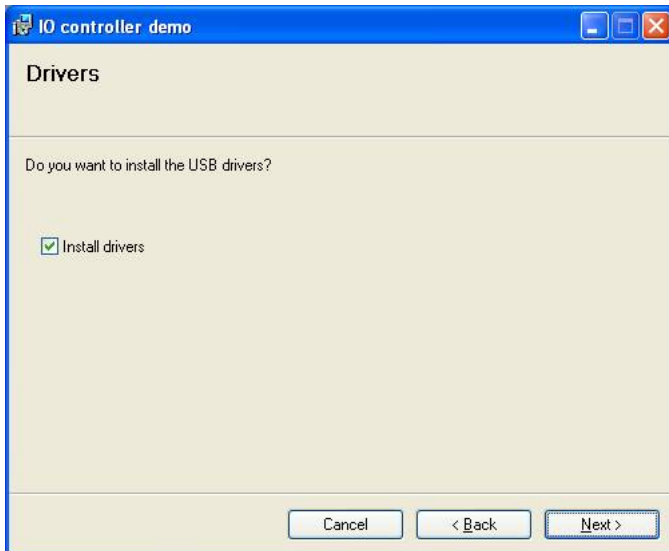 IO controller demo
Drivers
Do you want to install the USB drivers?
Install drivers
Cancel
< Back
Next >